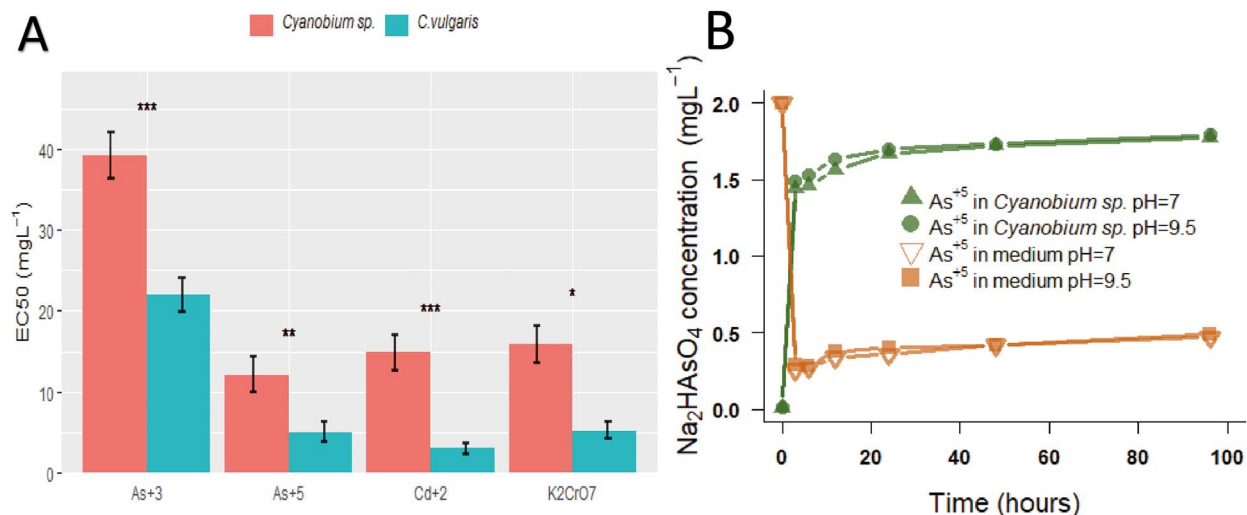 A
Cyanobium sp. C.vulgaris
EC50 (mgL⁻¹)
40
30
20
10
0
***
**
***
*
As+3 As+5 Cd+2 K2CrO7
B
Na₂HAsO₄ concentration (mgL⁻¹)
2.0
1.5
1.0
0.5
0.0
As⁺⁵ in Cyanobium sp. pH=7
As⁺⁵ in Cyanobium sp. pH=9.5
As⁺⁵ in medium pH=7
As⁺⁵ in medium pH=9.5
0 20 40 60 80 100
Time (hours)